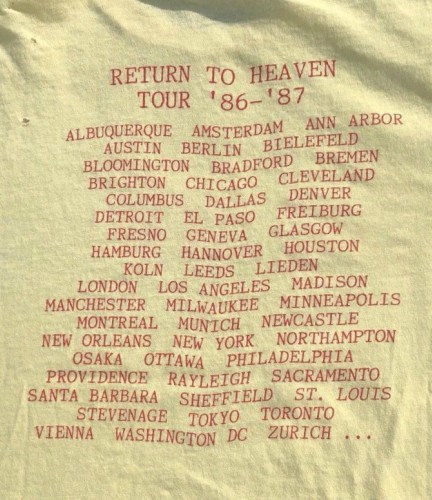 RETURN TO HEAVEN
TOUR '86-'87
ALBUQUERQUE AMSTERDAM ANN ARBOR
AUSTIN BERLIN BIELEFELD
BLOOMINGTON BRADFORD BREMEN
BRIGHTON CHICAGO CLEVELAND
COLUMBUS DALLAS DENVER
DETROIT EL PASO FREIBURG
FRESNO GENEVA GLASGOW
HAMBURG HANNOVER HOUSTON
KOLN LEEDS LIEDEN
LONDON LOS ANGELES MADISON
MANCHESTER MILWAUKEE MINNEAPOLIS
MONTREAL MUNICH NEWCASTLE
NEW ORLEANS NEW YORK NORTHAMPTON
OSAKA OTTAWA PHILADELPHIA
PROVIDENCE RAYLEIGH SACRAMENTO
SANTA BARBARA SHEFFIELD ST. LOUIS
STEVENAGE TOKYO TORONTO
VIENNA WASHINGTON DC ZURICH ...